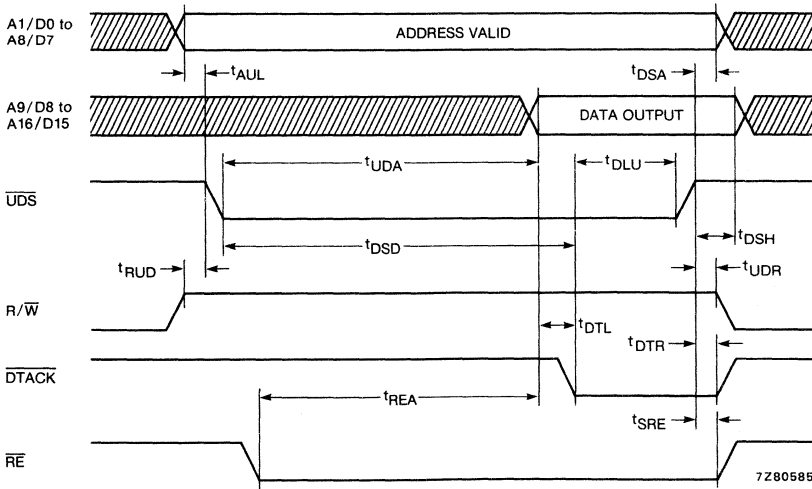 A1/D0 to
A8/D7
ADDRESS VALID
tAUL
tDSA
A9/D8 to
A16/D15
DATA OUTPUT
tUDA
tDLU
UDS
tDSH
tDSD
tRUD
tUDR
R/W
tDTL
tDTR
DTACK
tREA
tSRE
RE
7Z80585